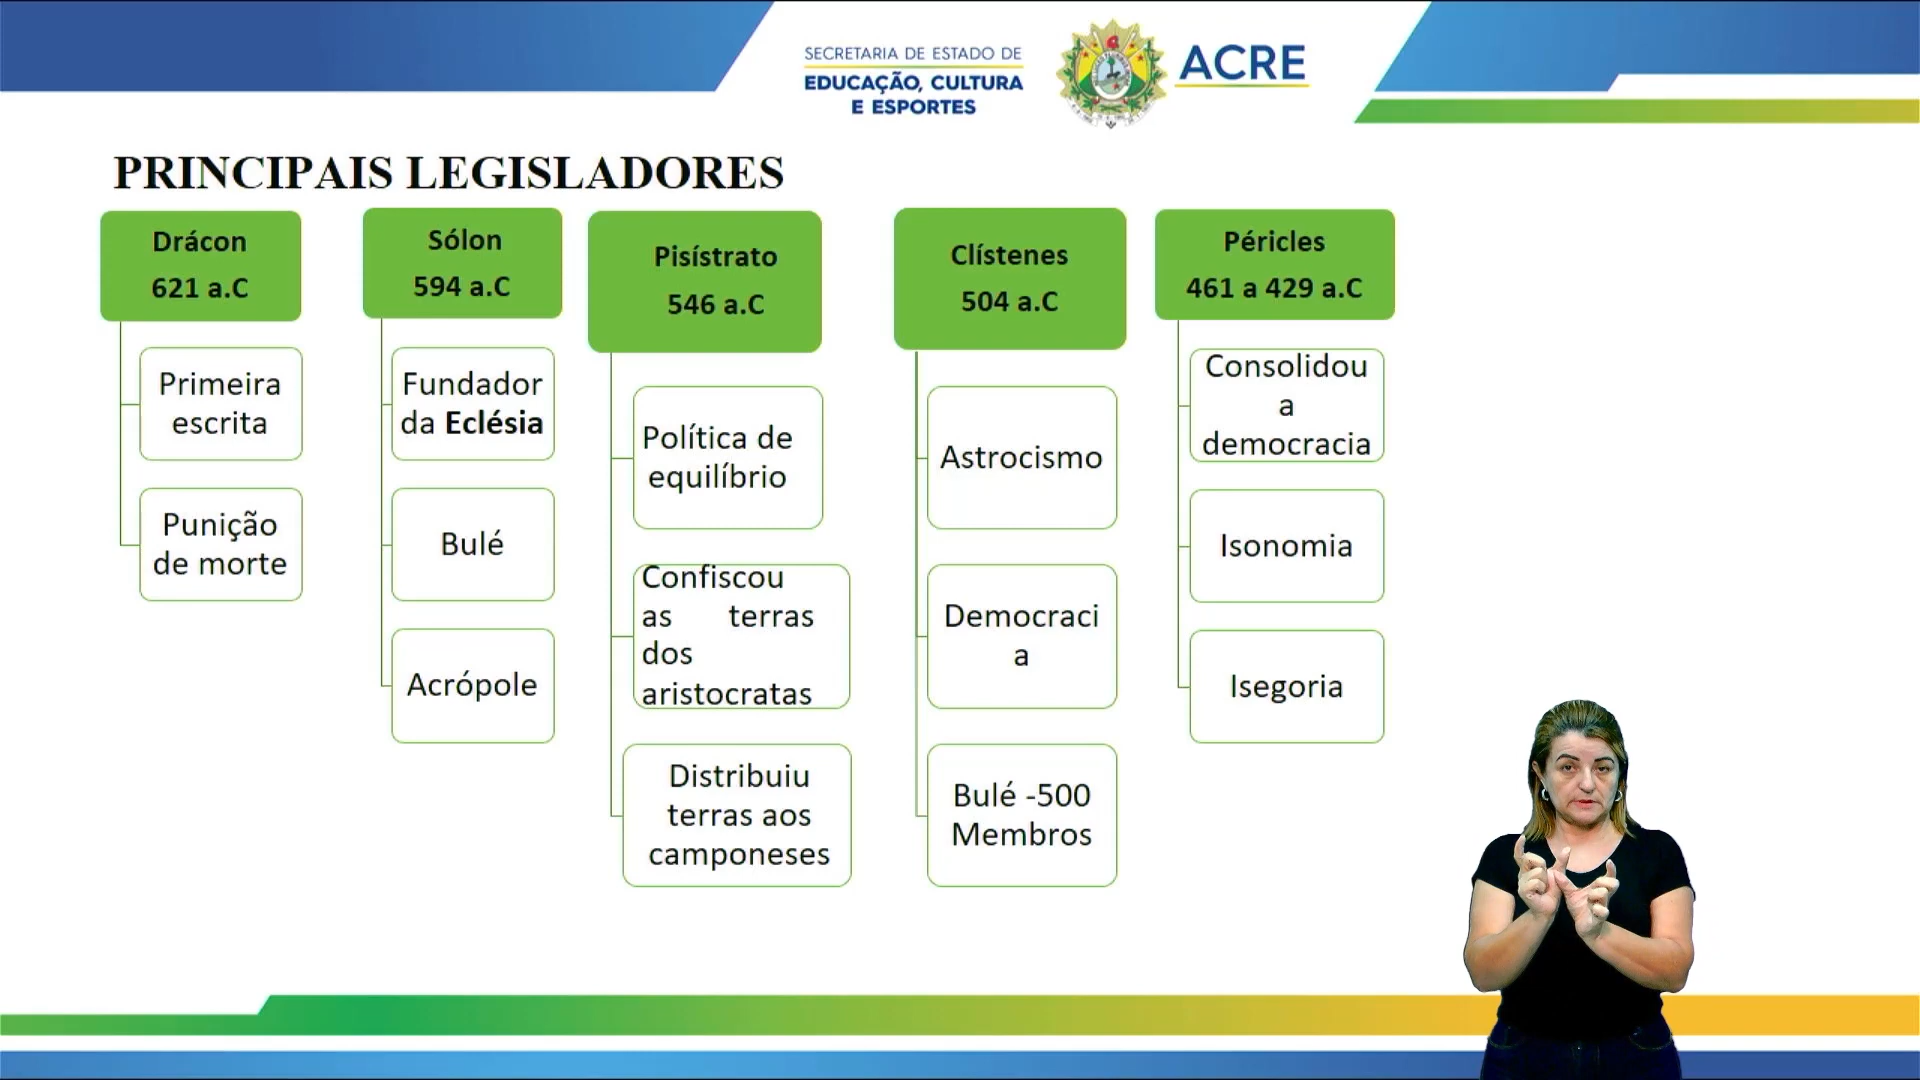 SECRETARIA DE ESTADO DE
EDUCAÇÃO, CULTURA
E ESPORTES
ACRE
PRINCIPAIS LEGISLADORES
Drácon
621 a.C
Primeira
escrita
Punição
de morte
Sólon
594 a.C
Fundador
da Eclésia
Bulé
Acrópole
Pisístrato
546 a.C
Política de
equilíbrio
Confiscou
as terras
dos
aristocratas
Distribuiu
terras aos
camponeses
Clístenes
504 a.C
Astrocismo
Democraci
a
Bulé -500
Membros
Péricles
461 a 429 a.C
Consolidou
a
democracia
Isonomia
Isegoria